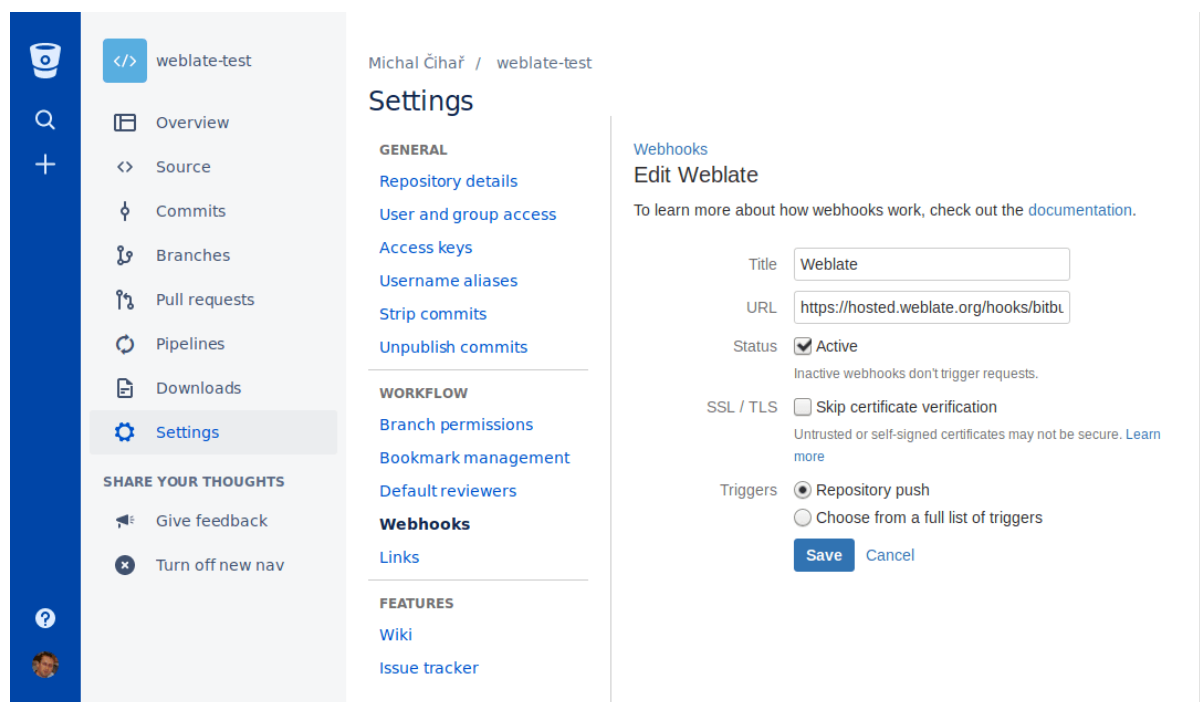 weblate-test
Overview
Source
Commits
Branches
Pull requests
Pipelines
Downloads
Settings
SHARE YOUR THOUGHTS
Give feedback
Turn off new nav
Michal Čihař / weblate-test
Settings
GENERAL
Repository details
User and group access
Access keys
Username aliases
Strip commits
Unpublish commits
WORKFLOW
Branch permissions
Bookmark management
Default reviewers
Webhooks
Links
FEATURES
Wiki
Issue tracker
Webhooks
Edit Weblate
To learn more about how webhooks work, check out the documentation.
Title Weblate
URL https://hosted.weblate.org/hooks/bitbu
Status Active
Inactive webhooks don't trigger requests.
SSL / TLS Skip certificate verification
Untrusted or self-signed certificates may not be secure. Learn
more
Triggers Repository push
Choose from a full list of triggers
Save Cancel